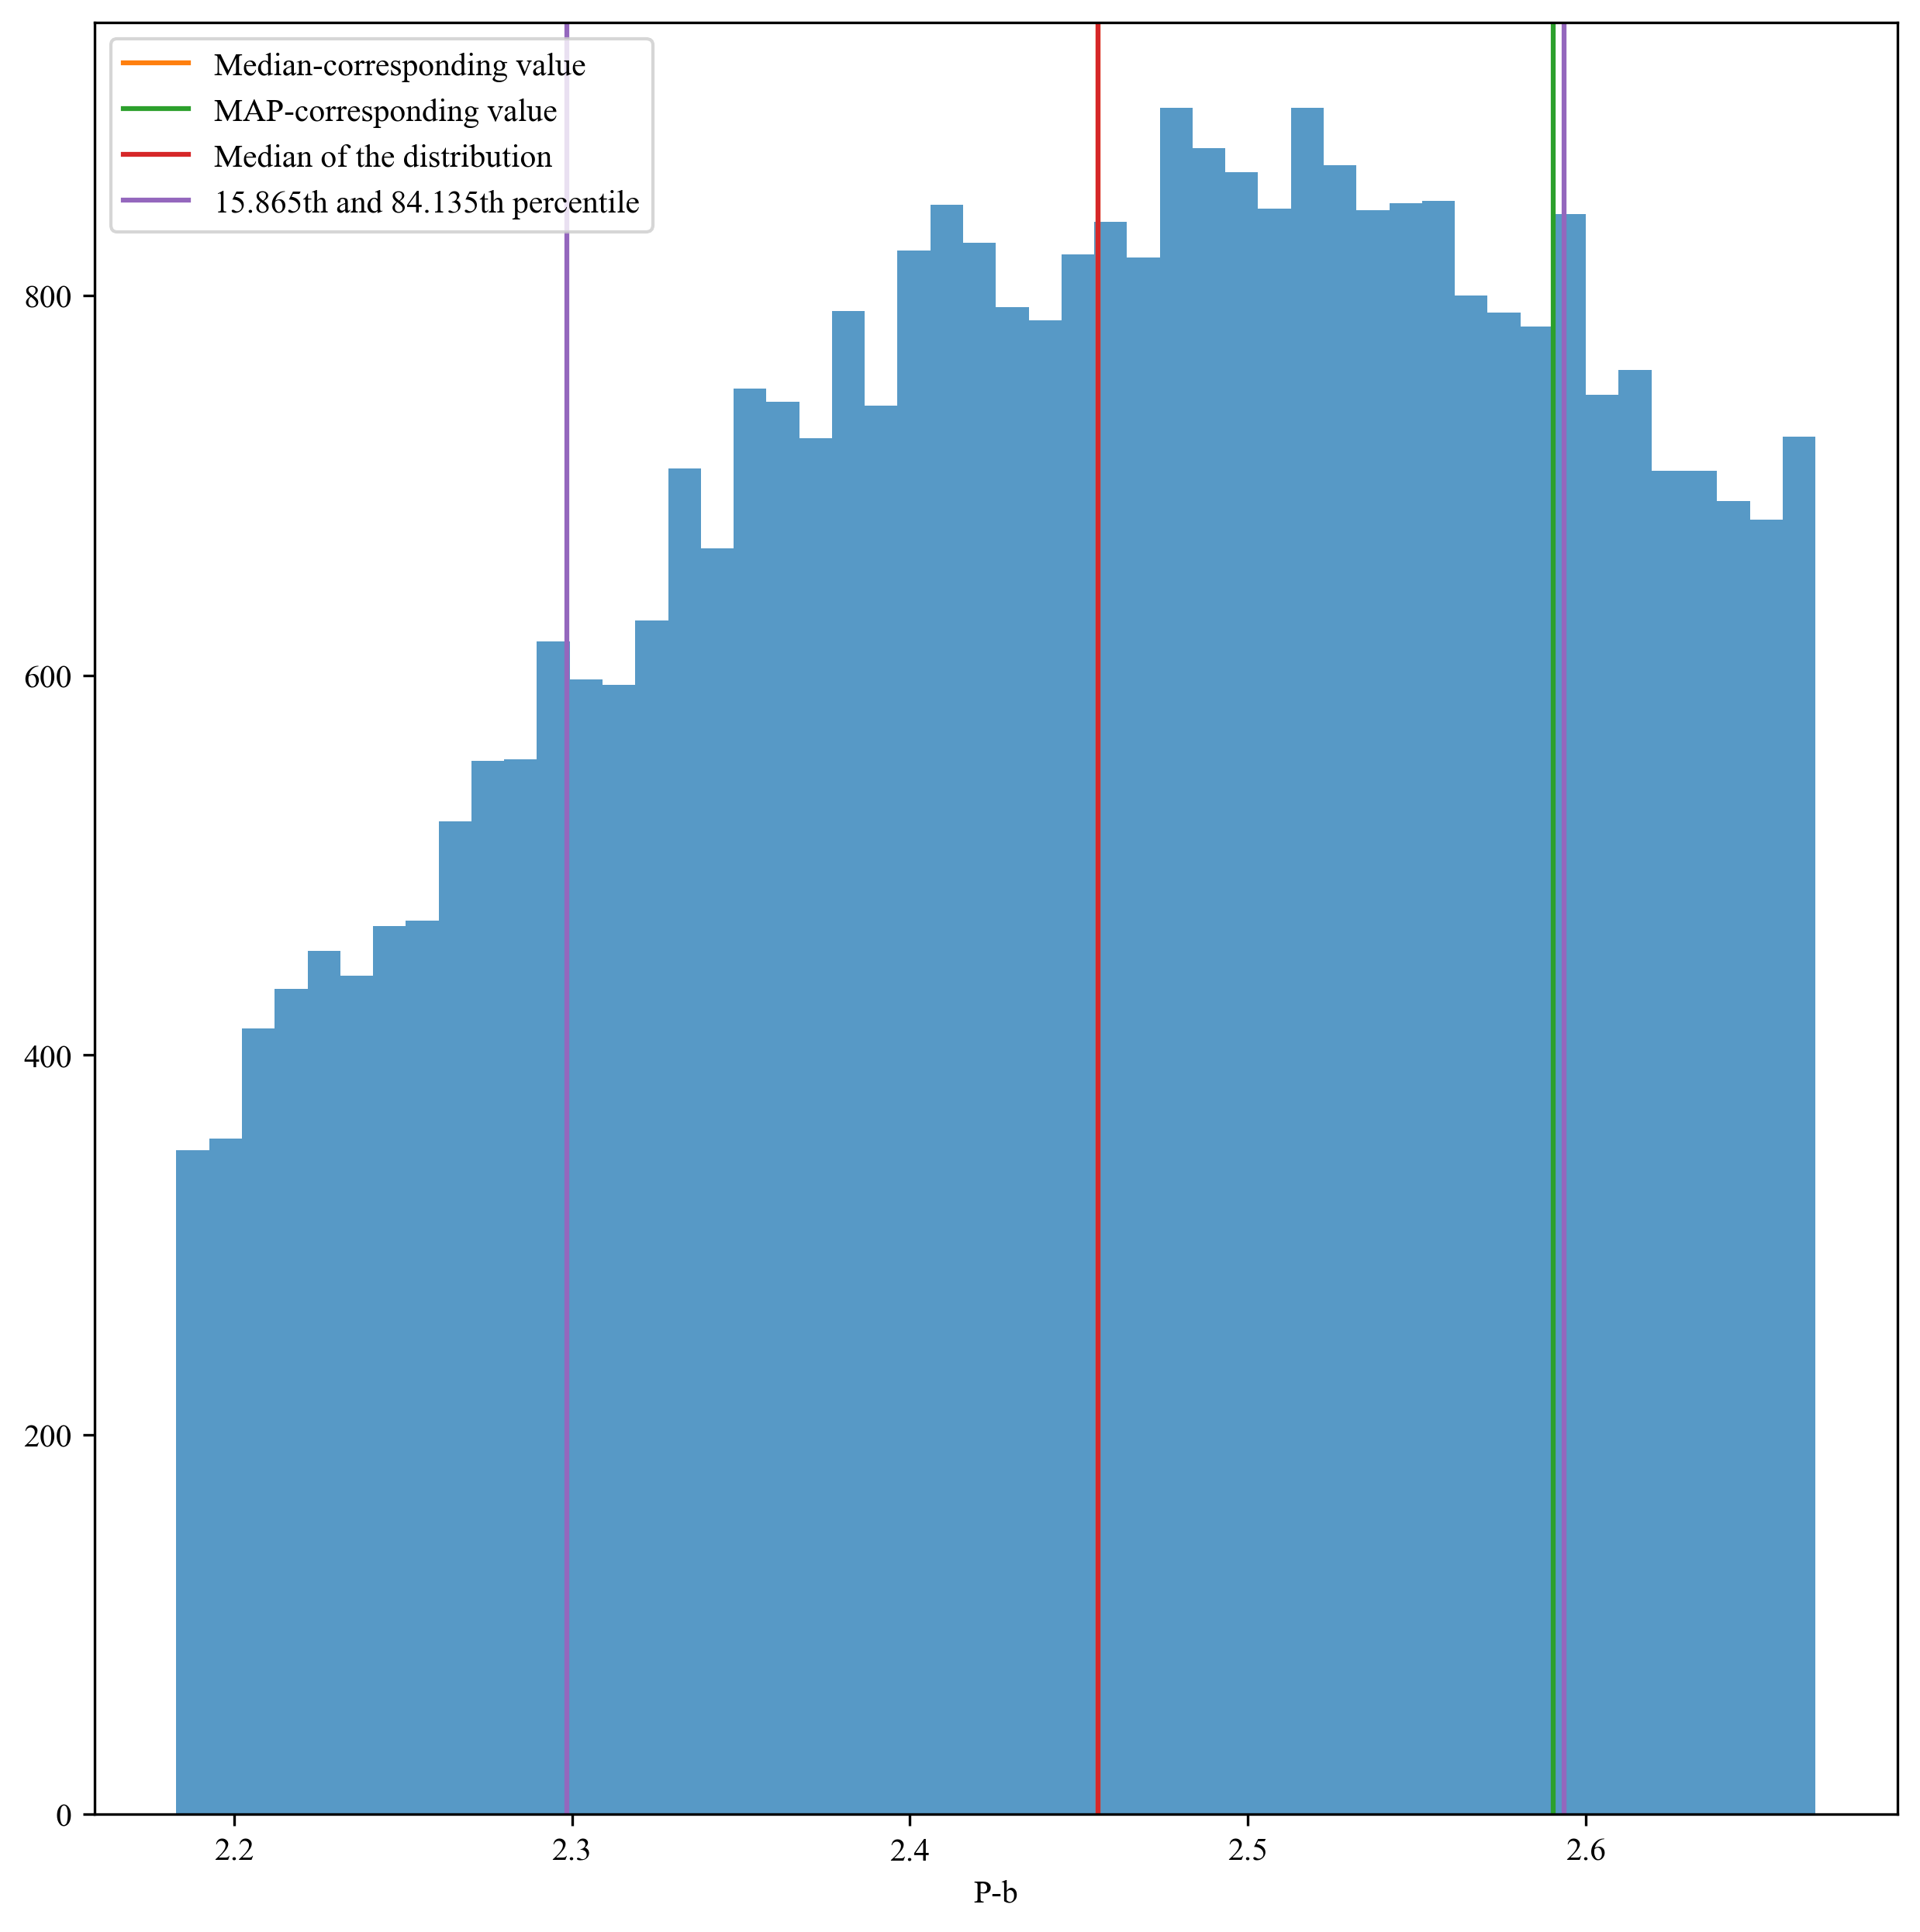 Median-corresponding value
MAP-corresponding value
Median of the distribution
15.865th and 84.135th percentile
800
600
400
200
0
2.2 2.3 2.4 2.5 2.6
P-b